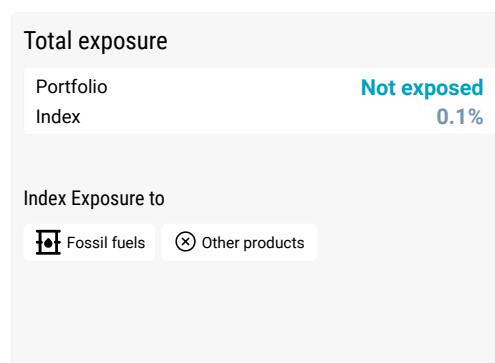 Total exposure
Portfolio Not exposed
Index 0.1%
Index Exposure to
Fossil fuels Other products